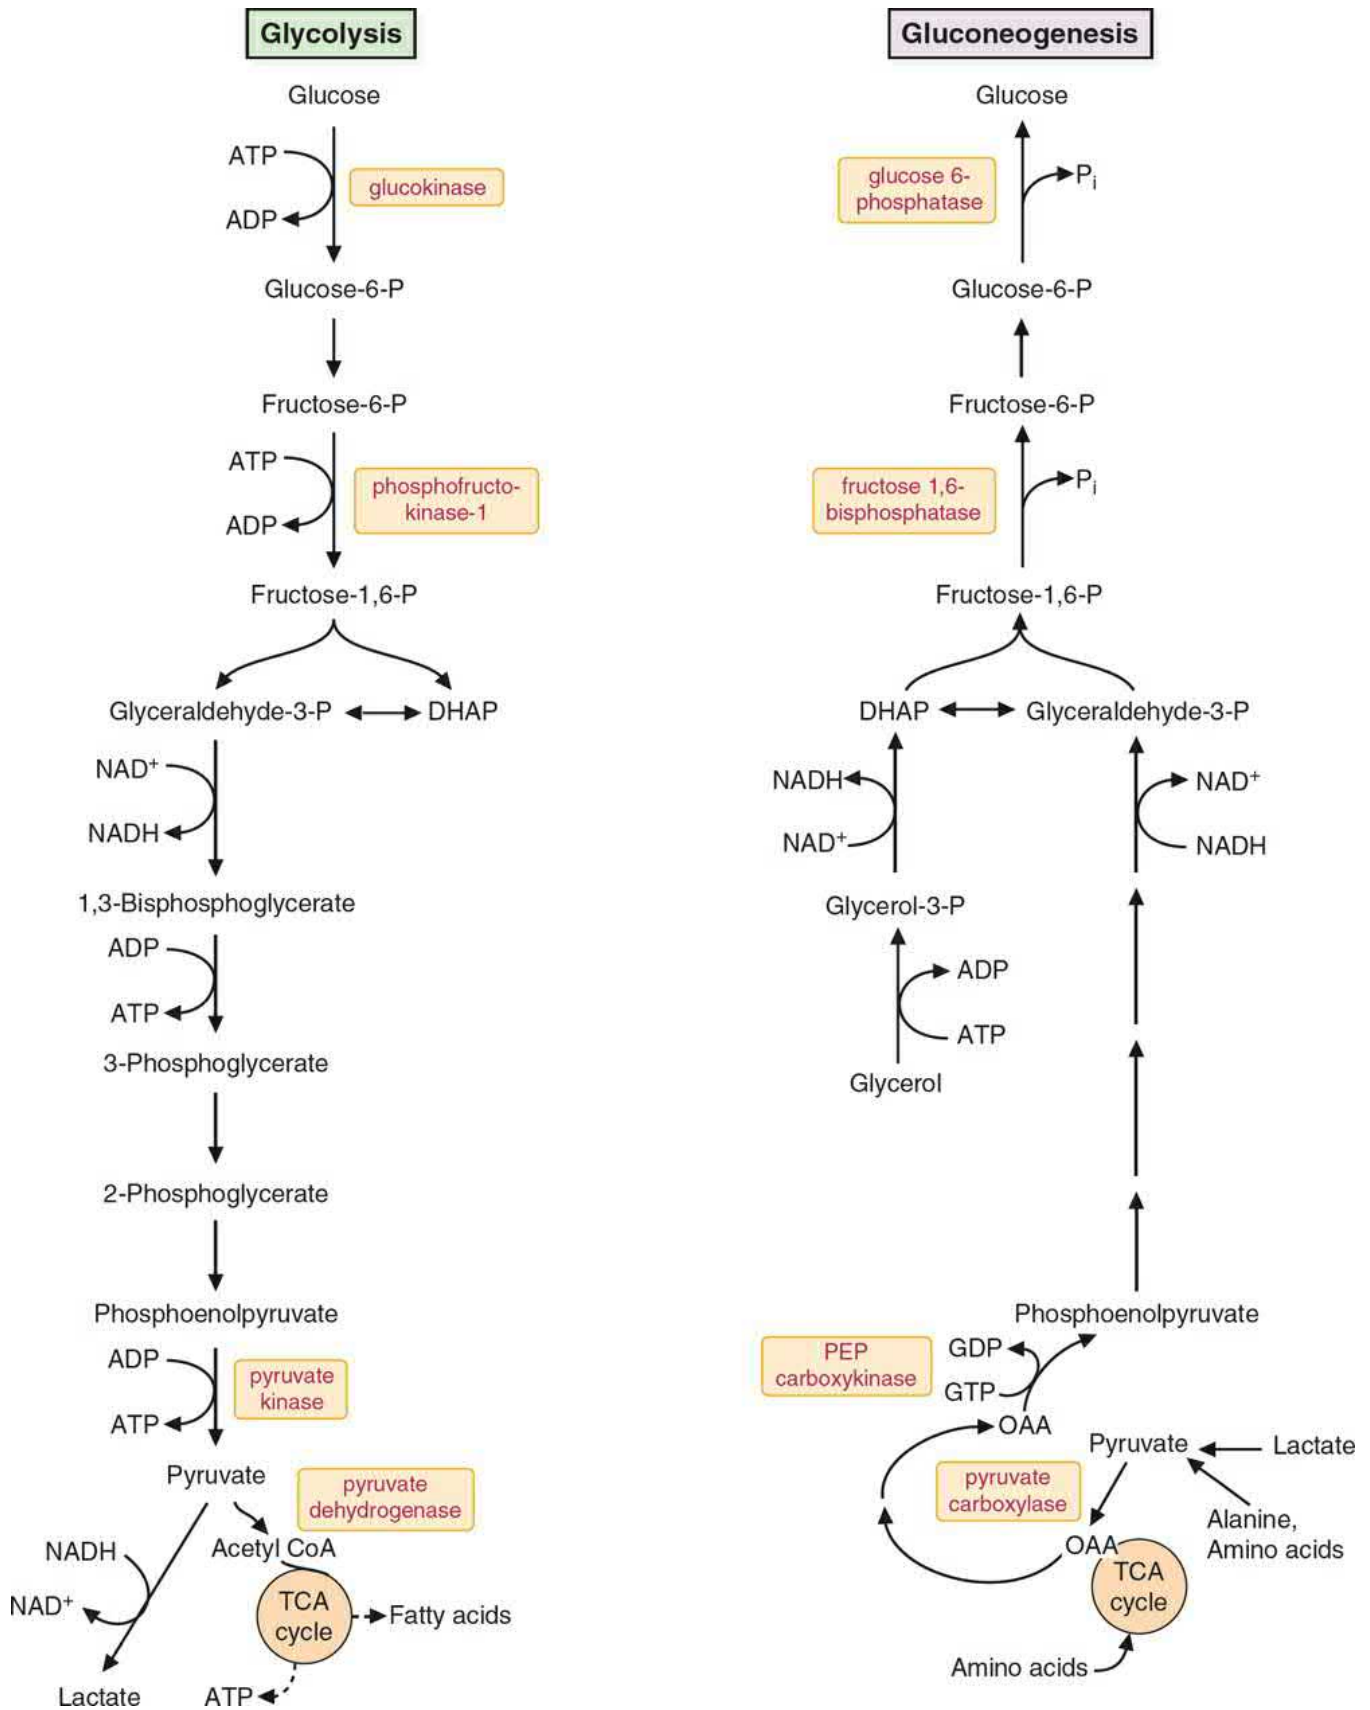 Glycolysis
Glucose
ATP
glucokinase
ADP
Glucose-6-P
Fructose-6-P
ATP
phosphofructo-
kinase-1
ADP
Fructose-1,6-P
Glyceraldehyde-3-P
DHAP
NAD+
NADH
1,3-Bisphosphoglycerate
ADP
ATP
3-Phosphoglycerate
2-Phosphoglycerate
Phosphoenolpyruvate
ADP
pyruvate
kinase
ATP
Pyruvate
pyruvate
dehydrogenase
Acetyl CoA
NADH
NAD+
TCA
cycle
Fatty acids
Lactate
ATP
Gluconeogenesis
Glucose
glucose 6-
phosphatase
Pi
Glucose-6-P
Fructose-6-P
fructose 1,6-
bisphosphatase
Pi
Fructose-1,6-P
DHAP
Glyceraldehyde-3-P
NADH
NAD+
NAD+
NADH
Glycerol-3-P
ADP
ATP
Glycerol
Phosphoenolpyruvate
PEP
carboxykinase
GDP
GTP
OAA
Pyruvate
Lactate
pyruvate
carboxylase
Alanine,
Amino acids
OAA
TCA
cycle
Amino acids